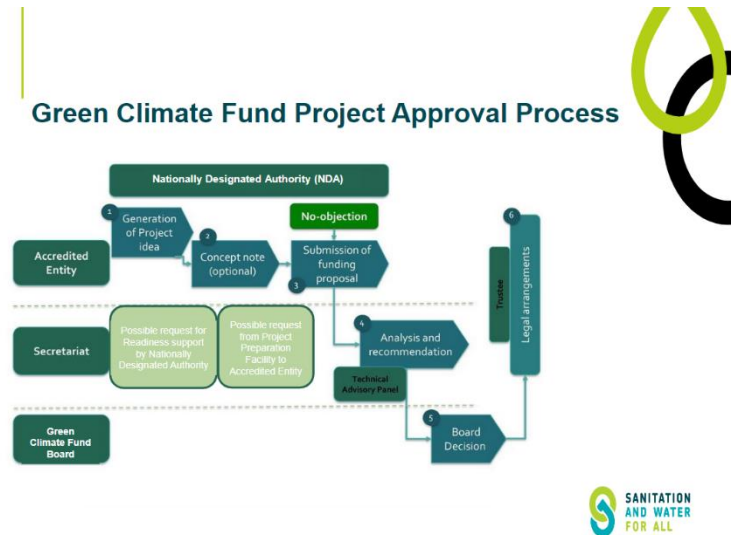 Green Climate Fund Project Approval Process
Nationally Designated Authority (NDA)
1
Generation
of Project
idea
2
Concept note
(optional)
No-objection
Submission of
funding
proposal
3
6
Legal arrangements
Trustee
Accredited
Entity
Secretariat
Possible request for
Readiness support
by Nationally
Designated Authority
Possible request
from Project
Preparation
Facility to
Accredited Entity
4
Analysis and
recommendation
Technical
Advisory Panel
Green
Climate Fund
Board
5
Board
Decision
SANITATION
AND WATER
FOR ALL